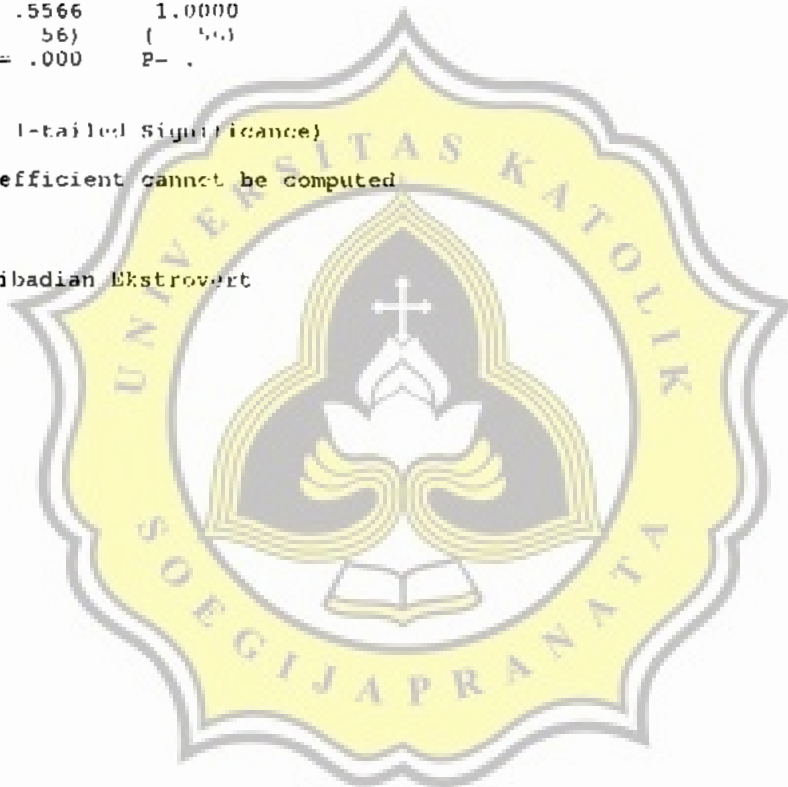 .5566 1.0000
56) (
= .000 P- .
1-tailed Significance)
efficient cannot be computed
ibadian Ekstrovert
UNIVERSITAS KATOLIK
SOEGIJAPRANATA